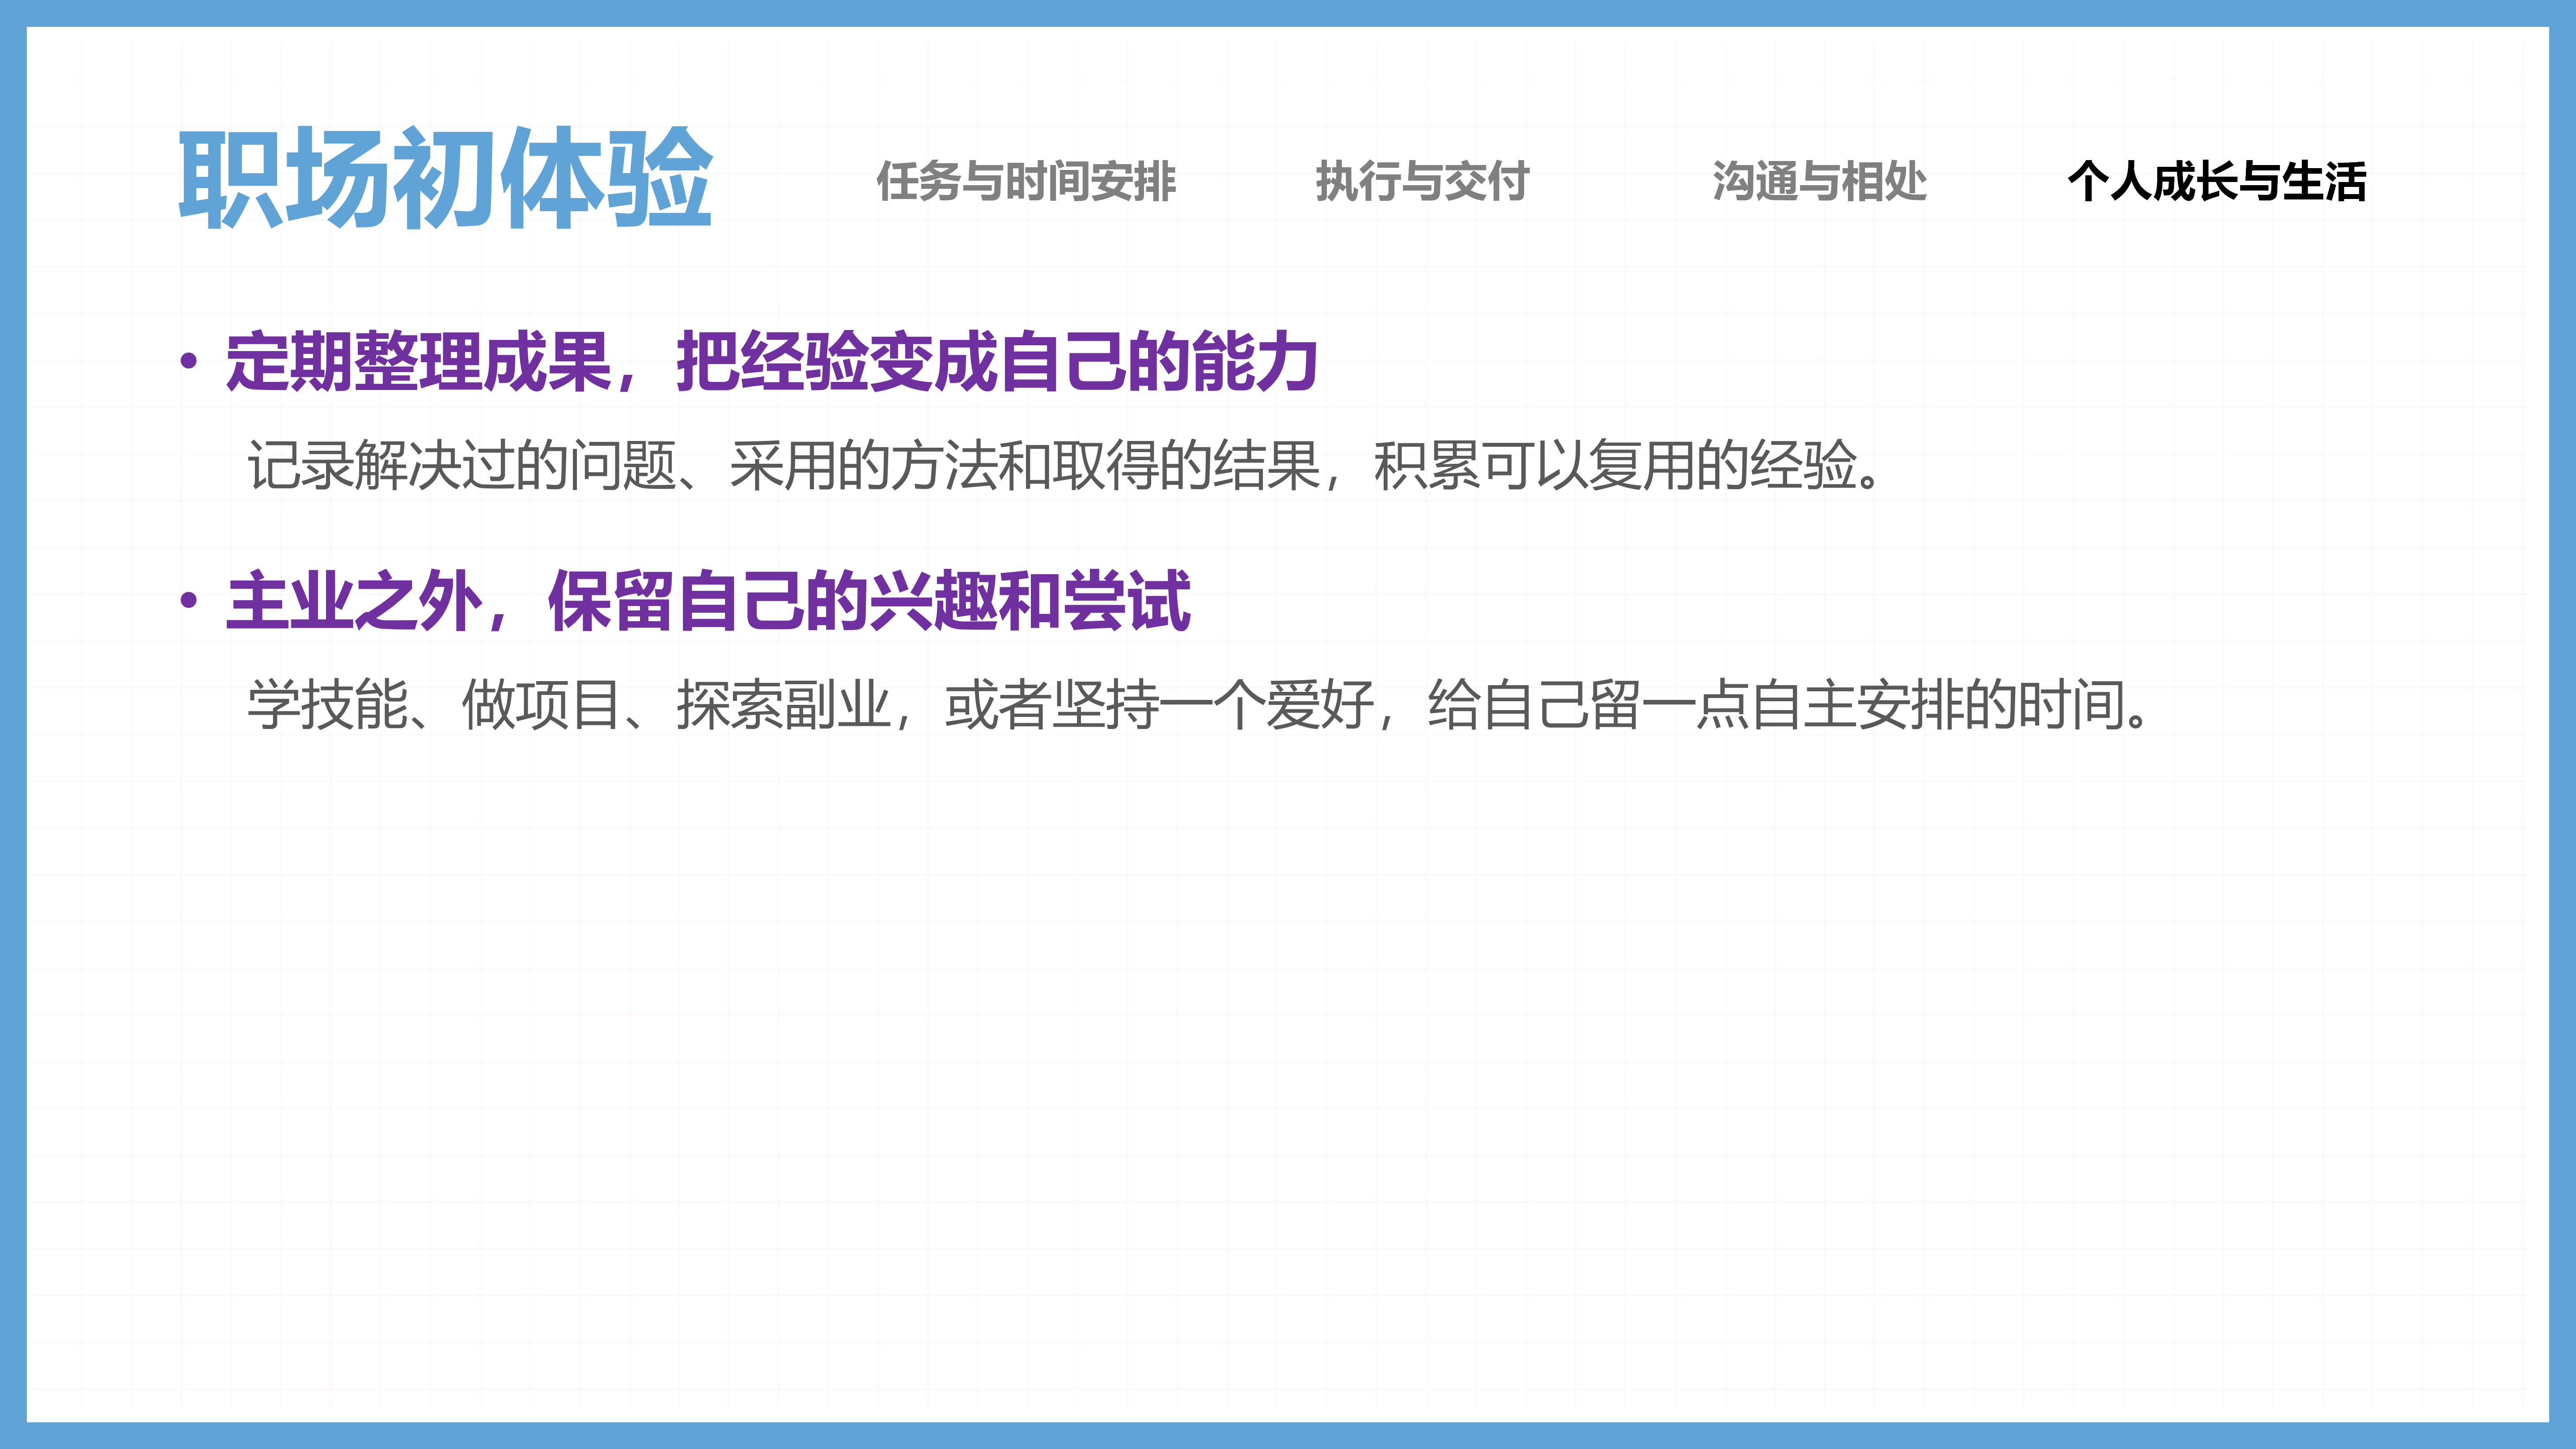 职场初体验
任务与时间安排 执行与交付 沟通与相处 个人成长与生活
• 定期整理成果，把经验变成自己的能力
记录解决过的问题、采用的方法和取得的结果，积累可以复用的经验。
• 主业之外，保留自己的兴趣和尝试
学技能、做项目、探索副业，或者坚持一个爱好，给自己留一点自主安排的时间。